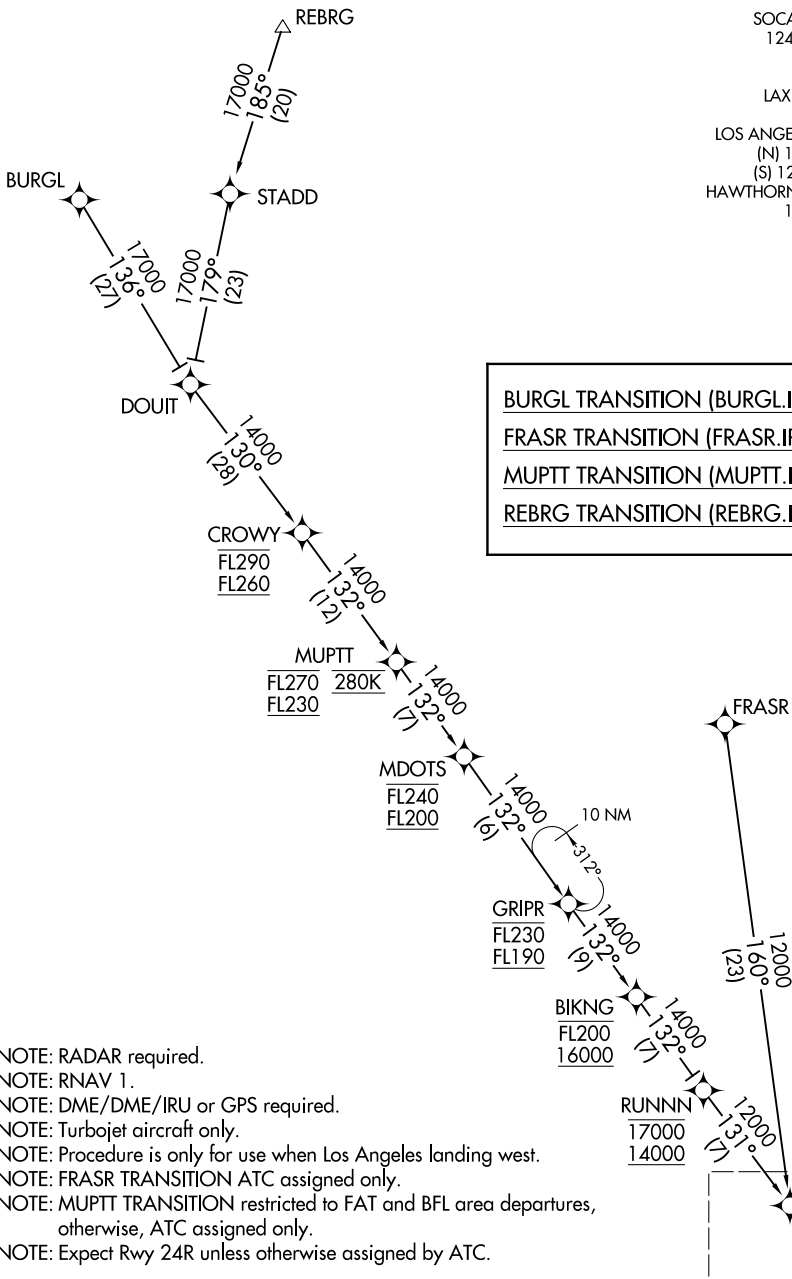 REBRG
17000
185°
(20)
SOCA
124
LAX
LOS ANGE
(N) 1
(S) 12
HAWTHORN
1
BURGL
STADD
17000
136°
(27)
17000
179°
(23)
DOUIT
BURGL TRANSITION (BURGL.I
FRASR TRANSITION (FRASR.IR
MUPTT TRANSITION (MUPTT.I
REBRG TRANSITION (REBRG.I
14000
130°
(28)
CROWY
FL290
FL260
14000
132°
(12)
MUPTT
FL270 280K
FL230
14000
132°
(7)
FRASR
MDOTS
FL240
FL200
14000
132°
(6)
10 NM
312°
GRIPR
FL230
FL190
14000
132°
(9)
12000
160°
(23)
BIKNG
FL200
16000
14000
132°
(7)
RUNNN
17000
14000
12000
131°
(7)
NOTE: RADAR required.
NOTE: RNAV 1.
NOTE: DME/DME/IRU or GPS required.
NOTE: Turbojet aircraft only.
NOTE: Procedure is only for use when Los Angeles landing west.
NOTE: FRASR TRANSITION ATC assigned only.
NOTE: MUPTT TRANSITION restricted to FAT and BFL area departures,
otherwise, ATC assigned only.
NOTE: Expect Rwy 24R unless otherwise assigned by ATC.